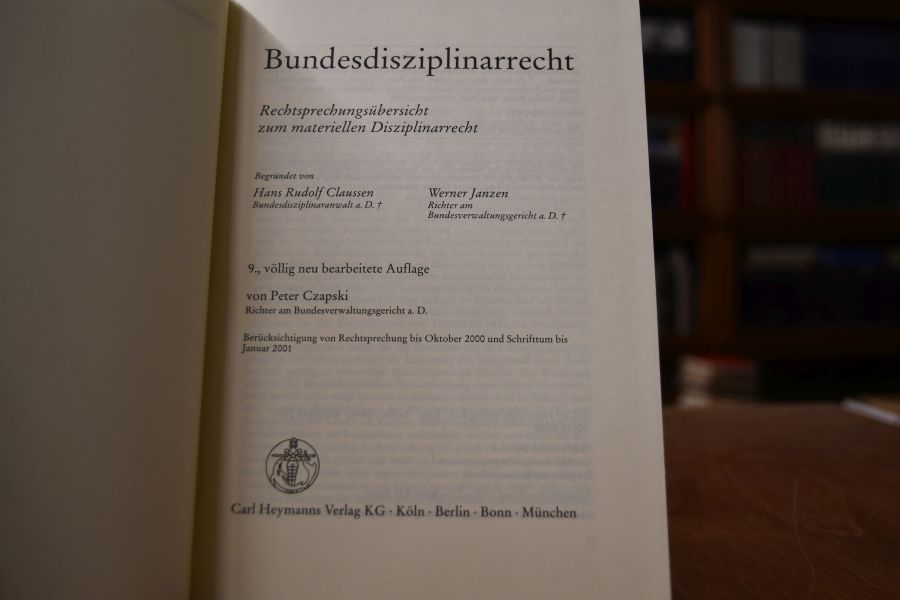 Bundesdisziplinarrecht
Rechtsprechungsübersicht
zum materiellen Disziplinarrecht
Begründet von
Hans Rudolf Claussen
Bundesdisziplinaranwalt a. D. †
Werner Janzen
Richter am
Bundesverwaltungsgericht a. D. †
9., völlig neu bearbeitete Auflage
von Peter Czapski
Richter am Bundesverwaltungsgericht a. D.
Berücksichtigung von Rechtsprechung bis Oktober 2000 und Schrifttum bis
Januar 2001
Carl Heymanns Verlag KG · Köln · Berlin · Bonn · München